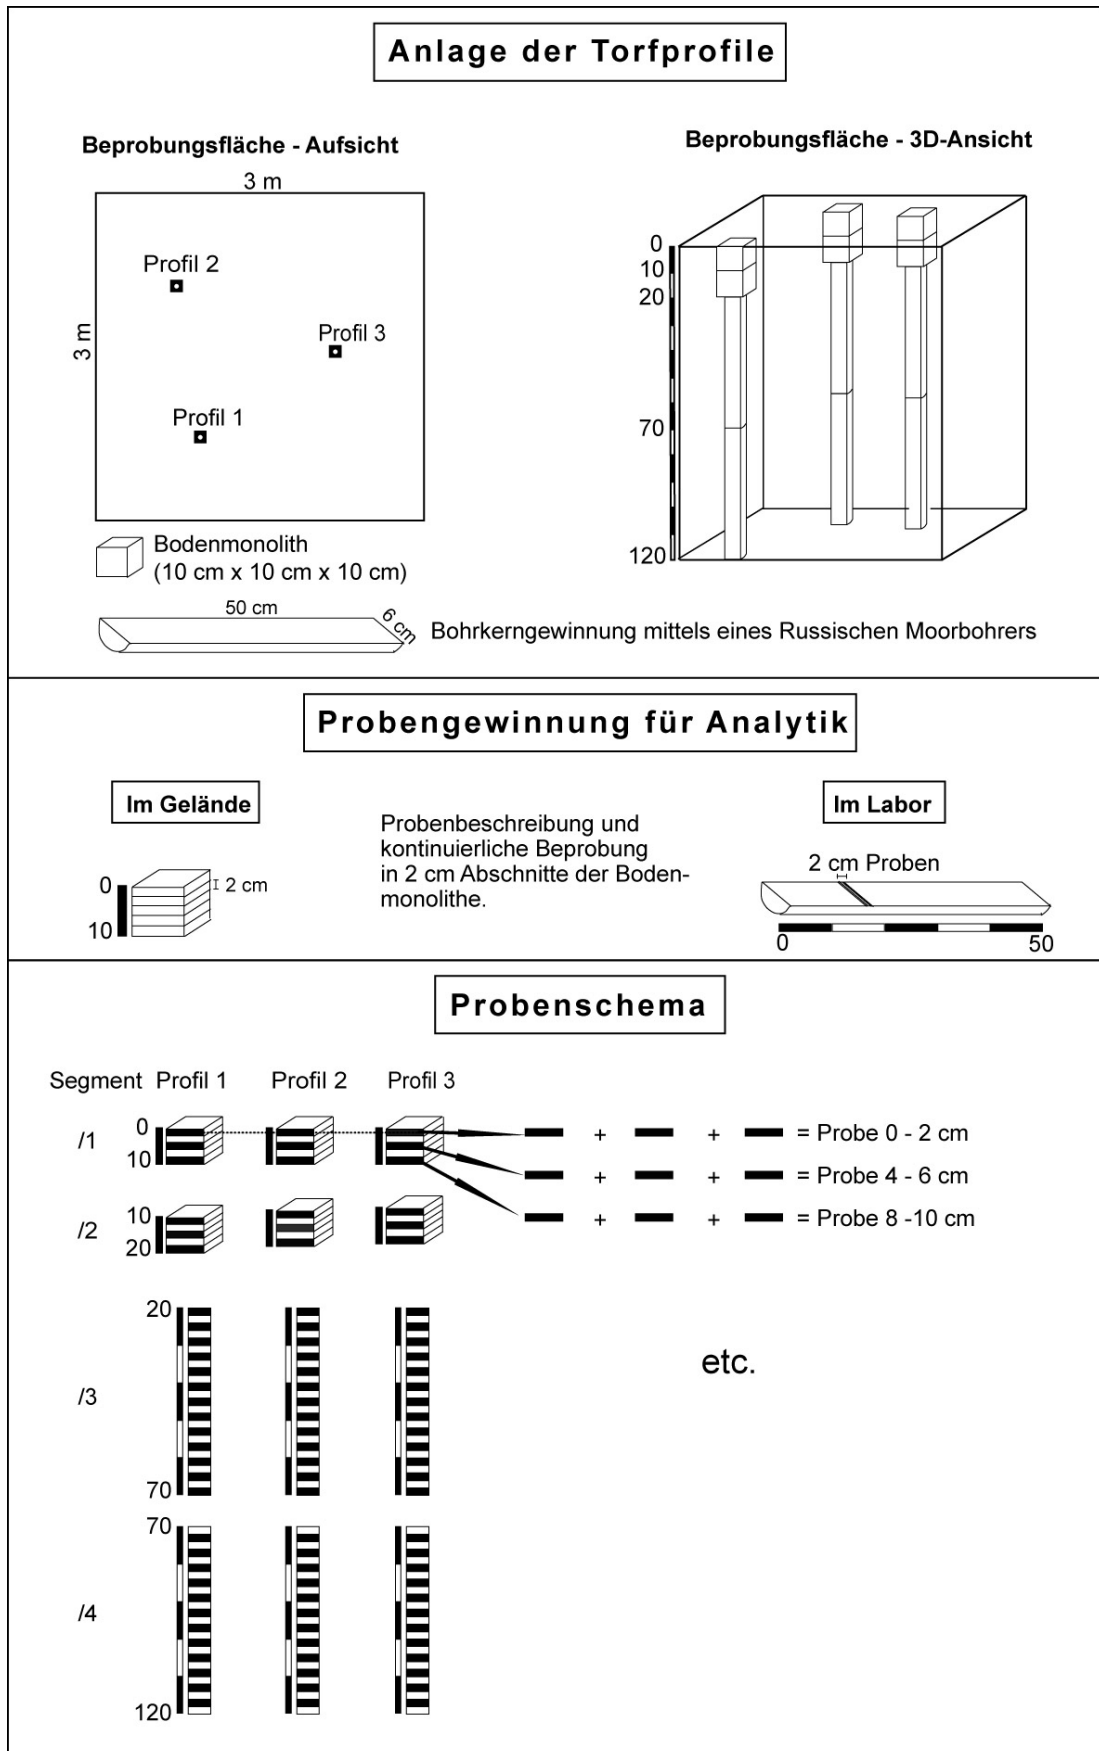 Anlage der Torfprofile
Beprobungsfläche - Aufsicht
3 m
3 m
Profil 2
Profil 3
Profil 1
Bodenmonolith
(10 cm x 10 cm x 10 cm)
Beprobungsfläche - 3D-Ansicht
0
10
20
70
120
50 cm
6 cm
Bohrkerngewinnung mittels eines Russischen Moorbohrers
Probengewinnung für Analytik
Im Gelände
0
10
2 cm
Probenbeschreibung und
kontinuierliche Beprobung
in 2 cm Abschnitte der Boden-
monolithe.
Im Labor
2 cm Proben
0
50
Probenschema
Segment Profil 1 Profil 2 Profil 3
/1
0
10
+ + = Probe 0 - 2 cm
+ + = Probe 4 - 6 cm
+ + = Probe 8 -10 cm
/2
10
20
/3
20
70
etc.
/4
70
120